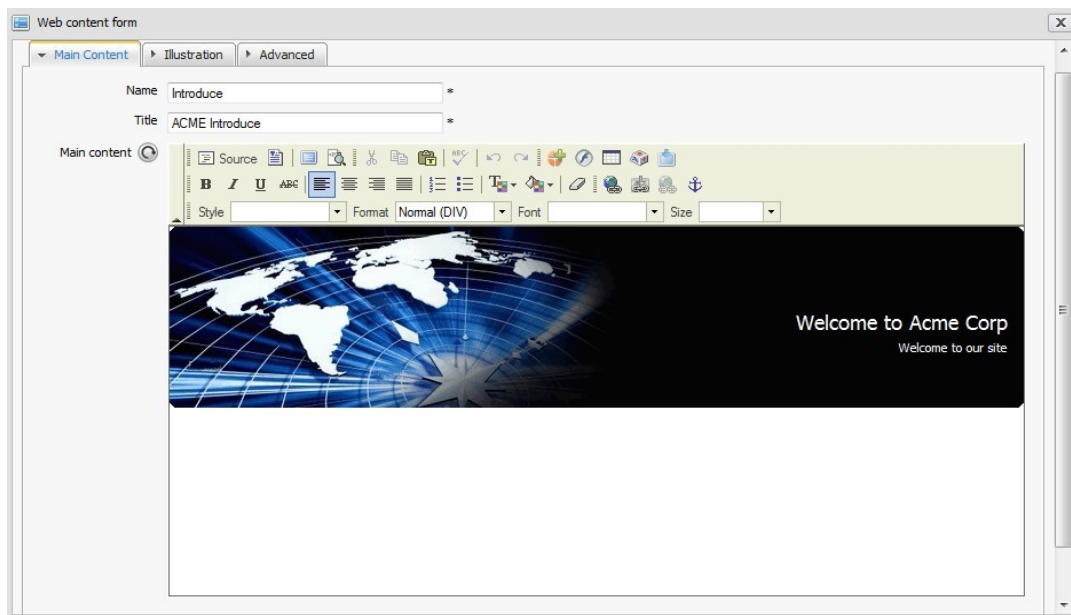 Web content form
Main Content Illustration Advanced
Name Introduce *
Title ACME Introduce *
Main content
Source
B I U ABC
Style Format Normal (DIV) Font Size
Welcome to Acme Corp
Welcome to our site